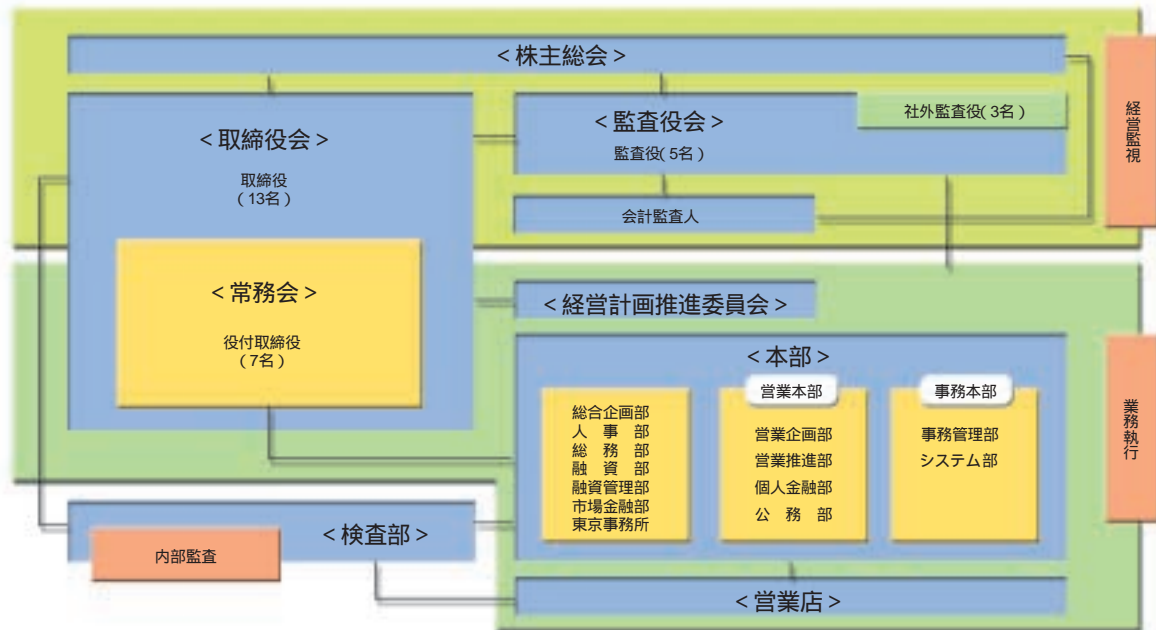 ＜株主総会＞
＜取締役会＞
取締役
（13名）
＜監査役会＞
監査役（5名）
社外監査役（3名）
会計監査人
経営監視
＜常務会＞
役付取締役
（7名）
＜経営計画推進委員会＞
＜本部＞
総合企画部
人　事　部
総　務　部
融　資　部
融資管理部
市場金融部
東京事務所
営業本部
営業企画部
営業推進部
個人金融部
公　務　部
事務本部
事務管理部
システム部
業務執行
＜検査部＞
内部監査
＜営業店＞